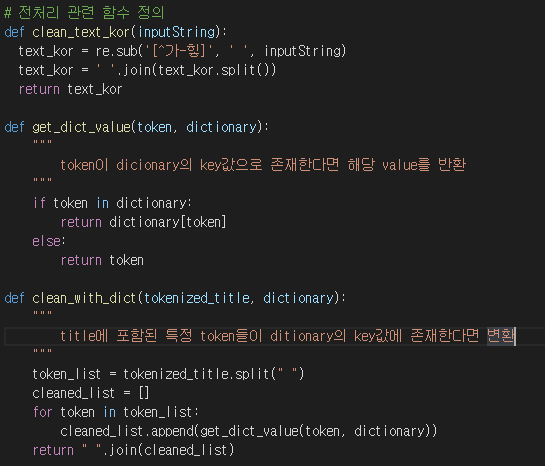 # 전처리 관련 함수 정의
def clean_text_kor(inputString):
  text_kor = re.sub('[^가-힣]', ' ', inputString)
  text_kor = ' '.join(text_kor.split())
  return text_kor

def get_dict_value(token, dictionary):
    """
        token이 dicionary의 key값으로 존재한다면 해당 value를 반환
    """
    if token in dictionary:
        return dictionary[token]
    else:
        return token

def clean_with_dict(tokenized_title, dictionary):
    """
        title에 포함된 특정 token들이 ditionary의 key값에 존재한다면 변환
    """
    token_list = tokenized_title.split(" ")
    cleaned_list = []
    for token in token_list:
        cleaned_list.append(get_dict_value(token, dictionary))
    return " ".join(cleaned_list)